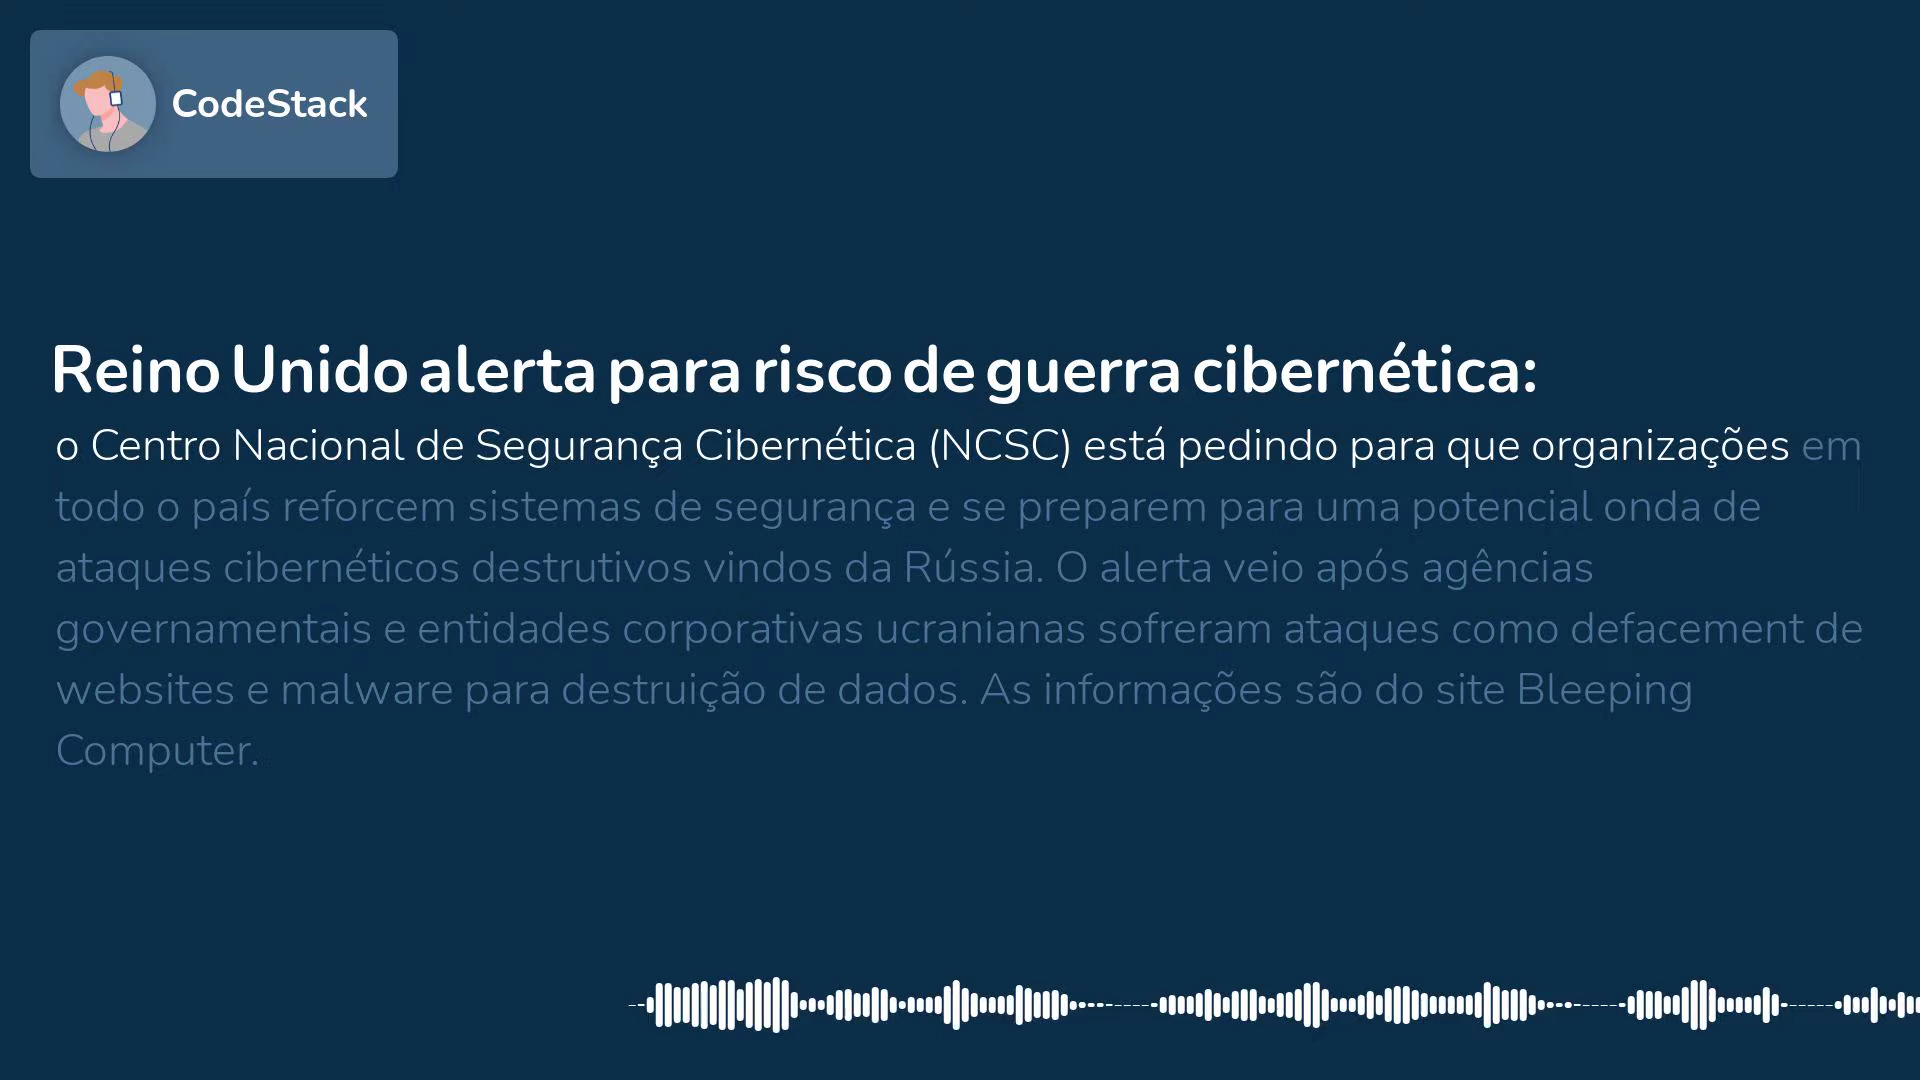 CodeStack
Reino Unido alerta para risco de guerra cibernética:
o Centro Nacional de Segurança Cibernética (NCSC) está pedindo para que organizações em
todo o país reforcem sistemas de segurança e se preparem para uma potencial onda de
ataques cibernéticos destrutivos vindos da Rússia. O alerta veio após agências
governamentais e entidades corporativas ucranianas sofreram ataques como defacement de
websites e malware para destruição de dados. As informações são do site Bleeping
Computer.